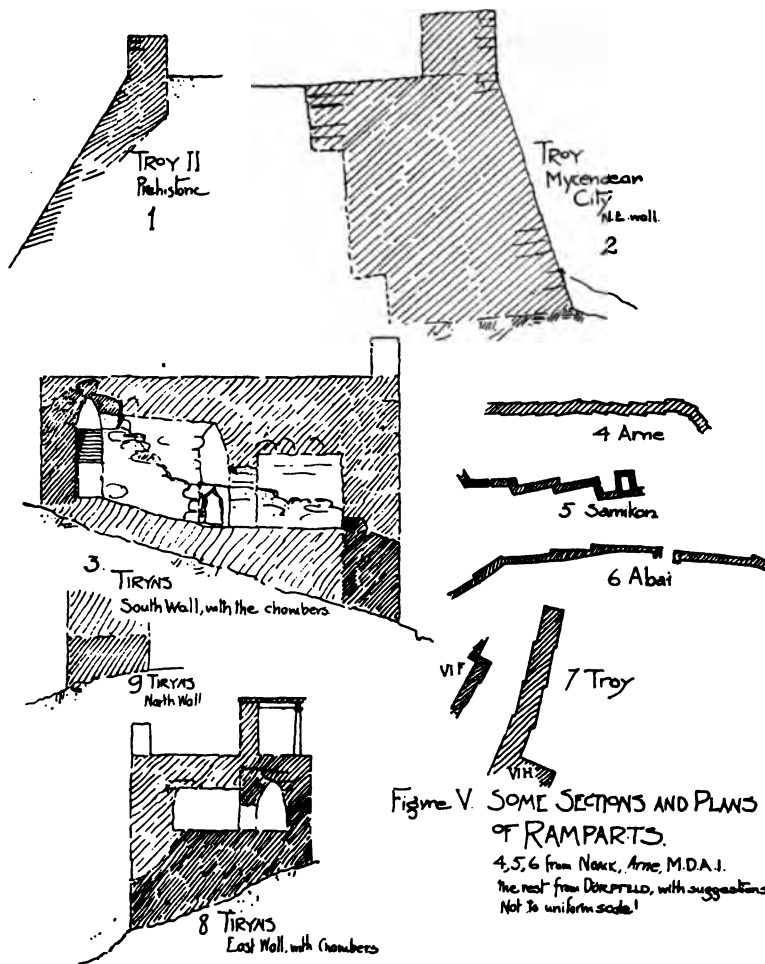 TROY II
Prehistoric
1
TROY
Mycenaean
City
N.E. wall.
2
3. TIRYNS
South Wall, with the chambers
4 Arne
5 Samikon
6 Abai
VI F
7 Troy
VI H
9 TIRYNS
North Wall
8 TIRYNS
East Wall, with Chambers
Figure V. SOME SECTIONS AND PLANS
OF RAMPARTS.
4,5,6 from NOACK, Arne, M.D.A.I.
The rest from DÖRPFELD, with suggestions
Not to uniform scale!